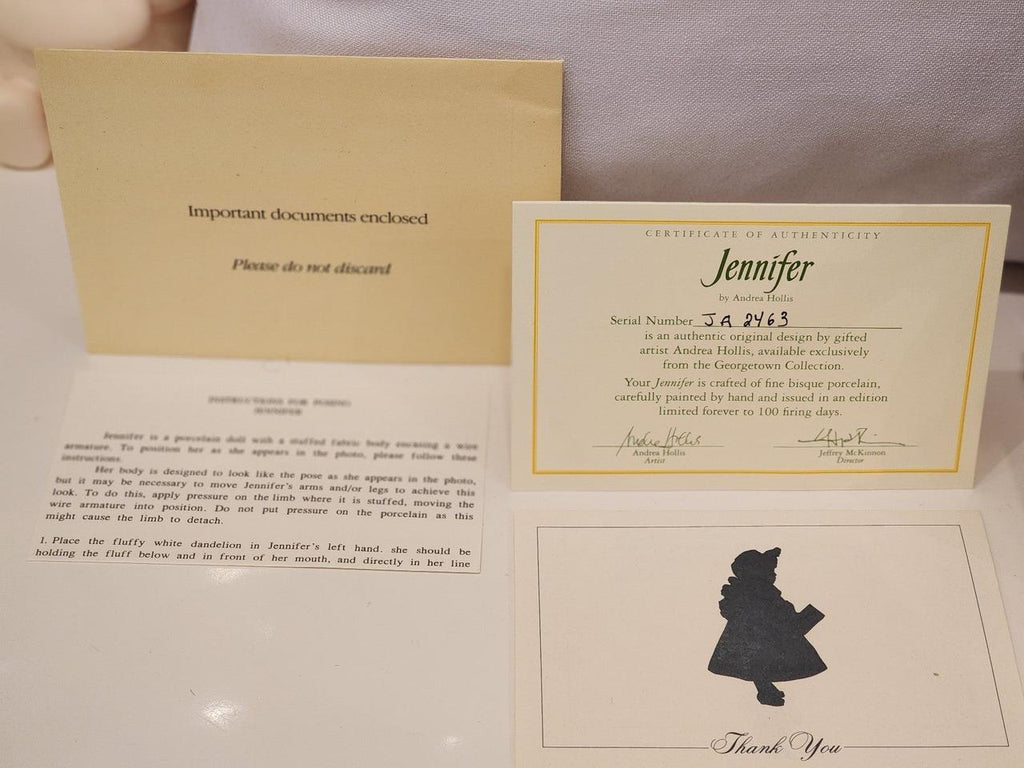 Important documents enclosed
Please do not discard
CERTIFICATE OF AUTHENTICITY
Jennifer
by Andrea Hollis
Serial Number JA 2463
is an authentic original design by gifted
artist Andrea Hollis, available exclusively
from the Georgetown Collection.
Your Jennifer is crafted of fine bisque porcelain,
carefully painted by hand and issued in an edition
limited forever to 100 firing days.
Andrea Hollis
Andrea Hollis
Artist
Jeffrey McKinnon
Director
INSTRUCTIONS FOR POSING
JENNIFER
Jennifer is a porcelain doll with a stuffed fabric body encasing a wire
armature. To position her as she appears in the photo, please follow these
instructions.
Her body is designed to look like the pose as she appears in the photo,
but it may be necessary to move Jennifer's arms and/or legs to achieve this
look. To do this, apply pressure on the limb where it is stuffed, moving the
wire armature into position. Do not put pressure on the porcelain as this
might cause the limb to detach.
1. Place the fluffy white dandelion in Jennifer's left hand. she should be
holding the fluff below and in front of her mouth, and directly in her line
Thank You